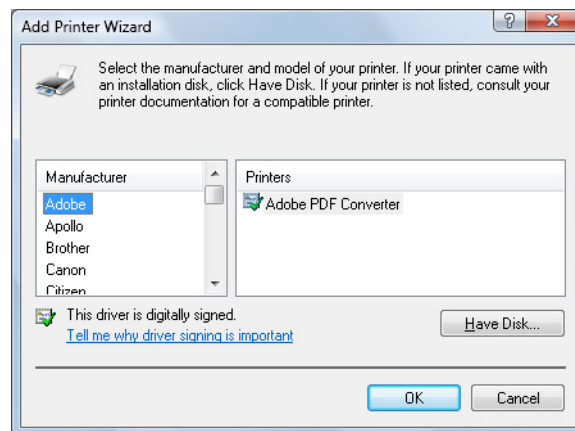 Add Printer Wizard
Select the manufacturer and model of your printer. If your printer came with
an installation disk, click Have Disk. If your printer is not listed, consult your
printer documentation for a compatible printer.
Manufacturer
Adobe
Apollo
Brother
Canon
Citizen
Printers
Adobe PDF Converter
This driver is digitally signed.
Tell me why driver signing is important
Have Disk...
OK
Cancel